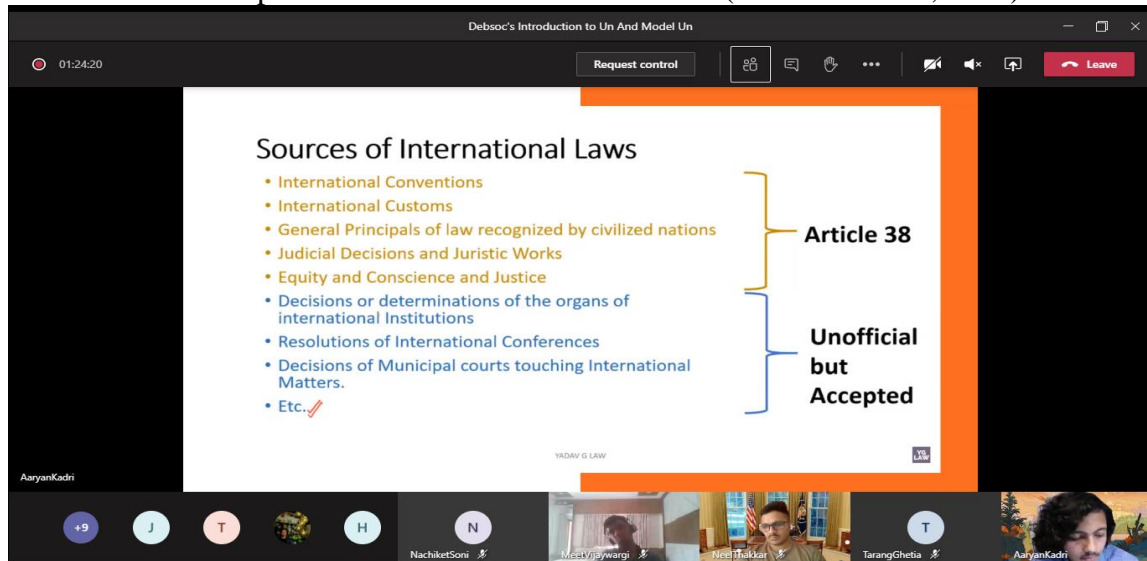 Debsoc's Introduction to Un And Model Un
01:24:20
Request control
Leave
Sources of International Laws
• International Conventions
• International Customs
• General Principals of law recognized by civilized nations
• Judicial Decisions and Juristic Works
• Equity and Conscience and Justice
Article 38
• Decisions or determinations of the organs of
international Institutions
• Resolutions of International Conferences
• Decisions of Municipal courts touching International
Matters.
• Etc.
Unofficial
but
Accepted
YADAV G LAW
YG
LAW
AaryanKadri
+9
J
T
H
N
NachiketSoni
MeetVijaywargi
NeelThakkar
T
TarangGhetia
AaryanKadri